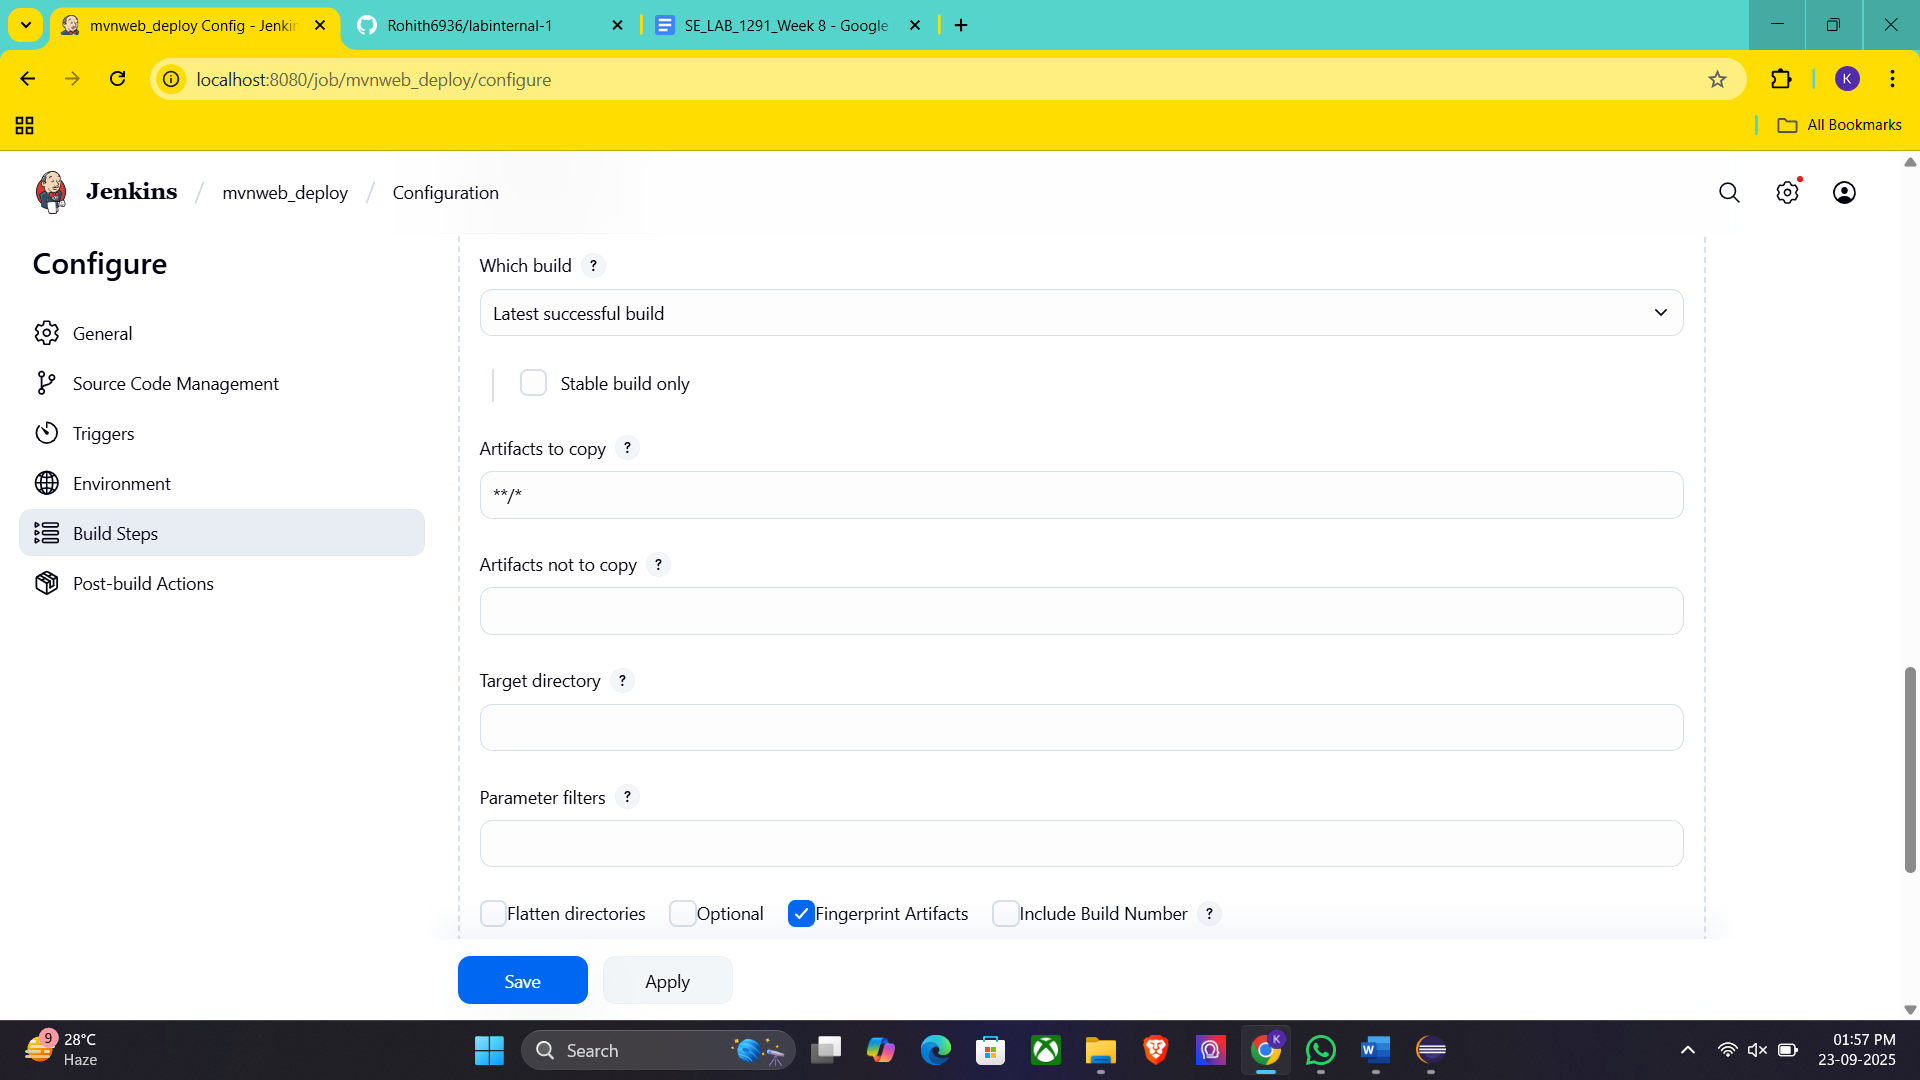 mvnweb_deploy Config - Jenkin
Rohith6936/labinternal-1
SE_LAB_1291_Week 8 - Google
localhost:8080/job/mvnweb_deploy/configure
K
All Bookmarks
Jenkins / mvnweb_deploy / Configuration
Configure
General
Source Code Management
Triggers
Environment
Build Steps
Post-build Actions
Which build ?
Latest successful build
Stable build only
Artifacts to copy ?
**/*
Artifacts not to copy ?
Target directory ?
Parameter filters ?
Flatten directories Optional Fingerprint Artifacts Include Build Number ?
Save Apply
9
28°C
Haze
Search
K
W
01:57 PM
23-09-2025